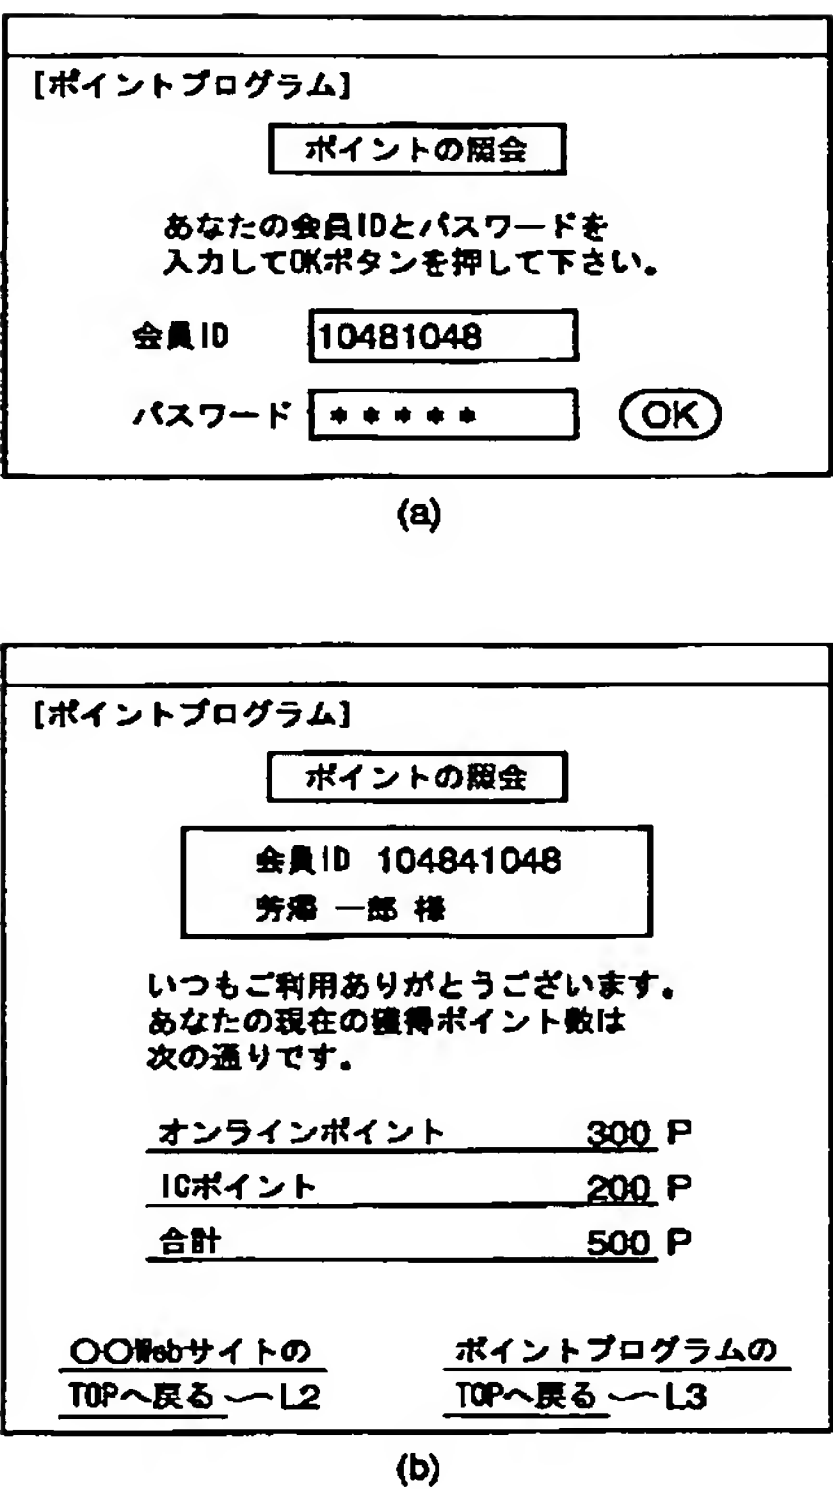 [ポイントプログラム]
ポイントの照会
あなたの会員IDとパスワードを
入力してOKボタンを押して下さい。
会員ID 10481048
パスワード ***** OK
(a)
[ポイントプログラム]
ポイントの照会
会員ID 104841048
芳澤 一郎 様
いつもご利用ありがとうございます。
あなたの現在の獲得ポイント数は
次の通りです。
オンラインポイント 300 P
ICポイント 200 P
合計 500 P
〇〇Webサイトの ポイントプログラムの
TOPへ戻る L2 TOPへ戻る L3
(b)